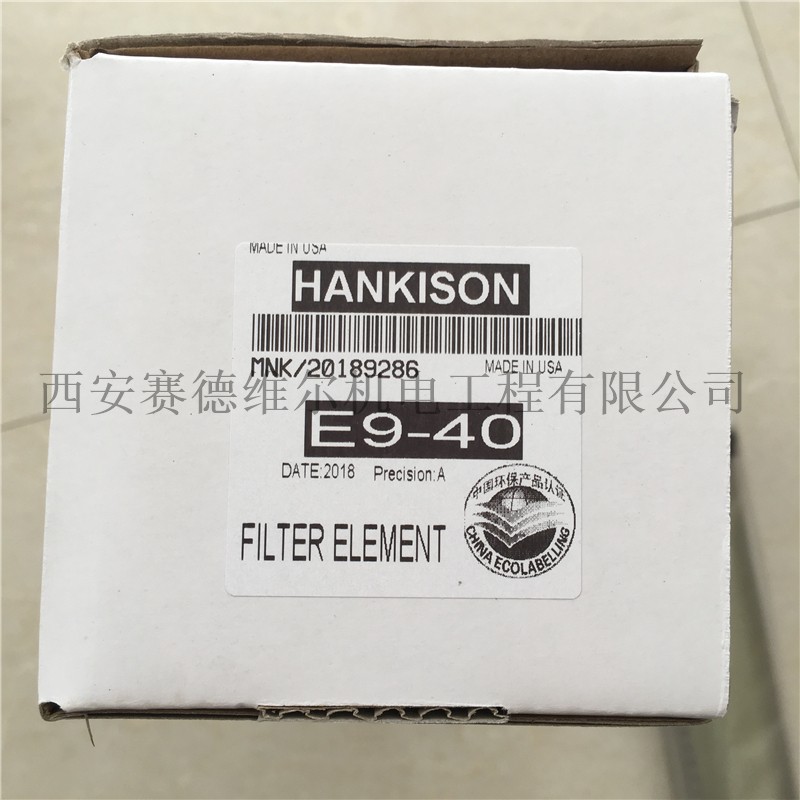 MADE IN USA
HANKISON
MNK/20189286
MADE IN USA
西安赛德维尔机电工程有限公司
E9-40
DATE:2018 Precision:A
中国环保产品认证
CHINA ECOLABELLING
FILTER ELEMENT